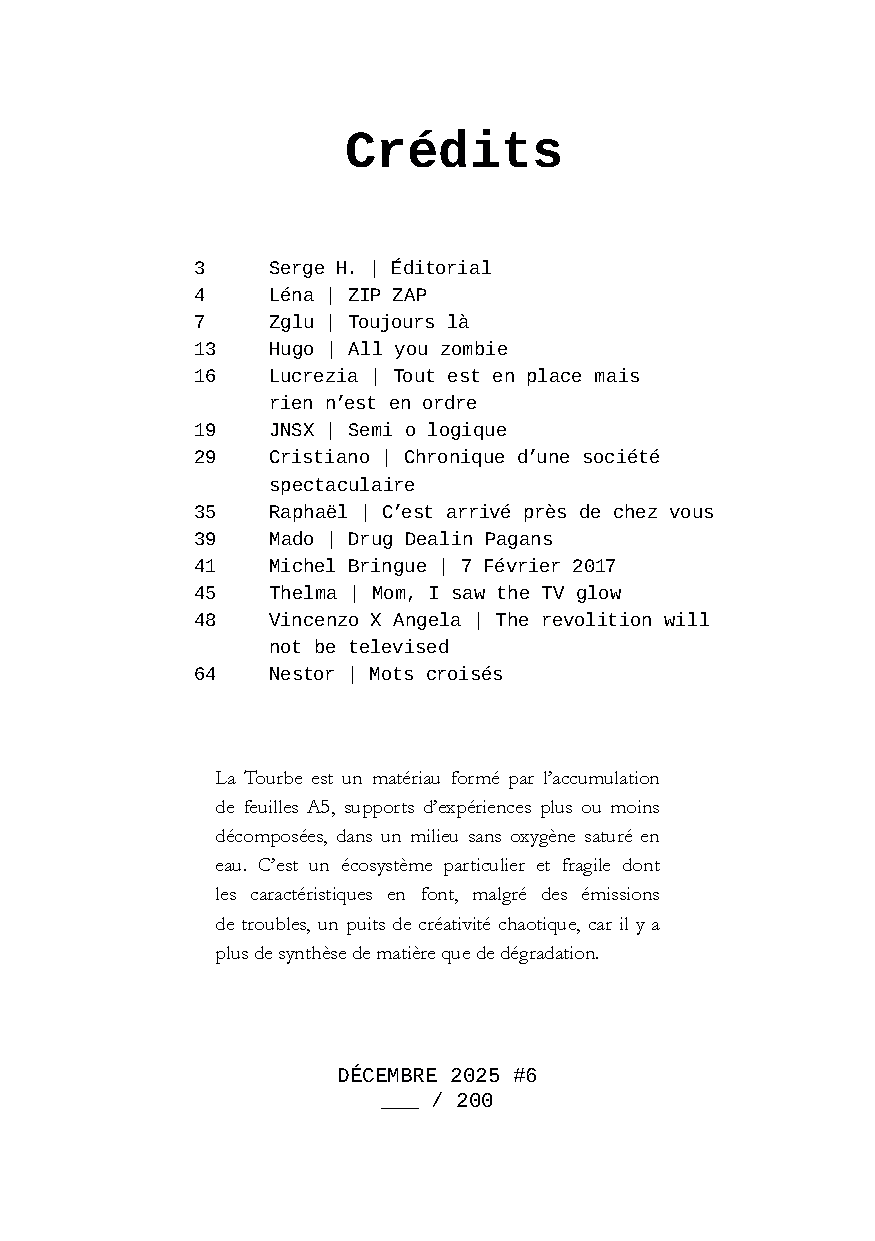 Crédits
3 Serge H. | Éditorial
4 Léna | ZIP ZAP
7 Zglu | Toujours là
13 Hugo | All you zombie
16 Lucrezia | Tout est en place mais
rien n’est en ordre
19 JNSX | Semi o logique
29 Cristiano | Chronique d’une société
spectaculaire
35 Raphaël | C’est arrivé près de chez vous
39 Mado | Drug Dealin Pagans
41 Michel Bringue | 7 Février 2017
45 Thelma | Mom, I saw the TV glow
48 Vincenzo X Angela | The revolition will
not be televised
64 Nestor | Mots croisés
La Tourbe est un matériau formé par l’accumulation
de feuilles A5, supports d’expériences plus ou moins
décomposées, dans un milieu sans oxygène saturé en
eau. C’est un écosystème particulier et fragile dont
les caractéristiques en font, malgré des émissions
de troubles, un puits de créativité chaotique, car il y a
plus de synthèse de matière que de dégradation.
DÉCEMBRE 2025 #6
___ / 200